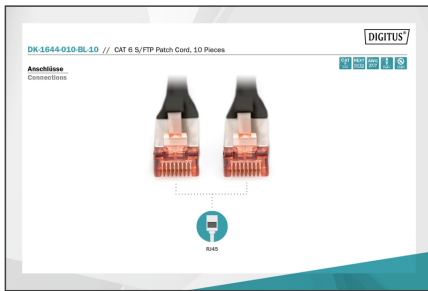 DIGITUS®
DK-1644-010-BL-10 // CAT 6 S/FTP Patch Cord, 10 Pieces
Anschlüsse
Connections
RJ45